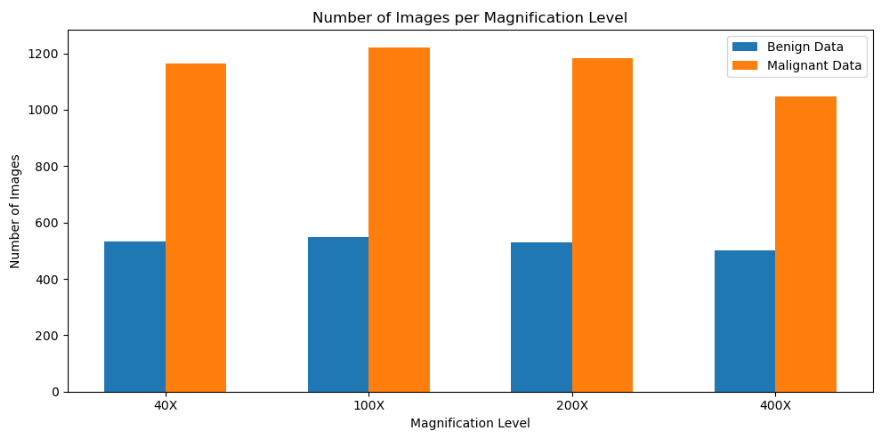 Number of Images per Magnification Level
Benign Data
Malignant Data
1200
1000
800
600
400
200
0
Number of Images
40X 100X 200X 400X
Magnification Level